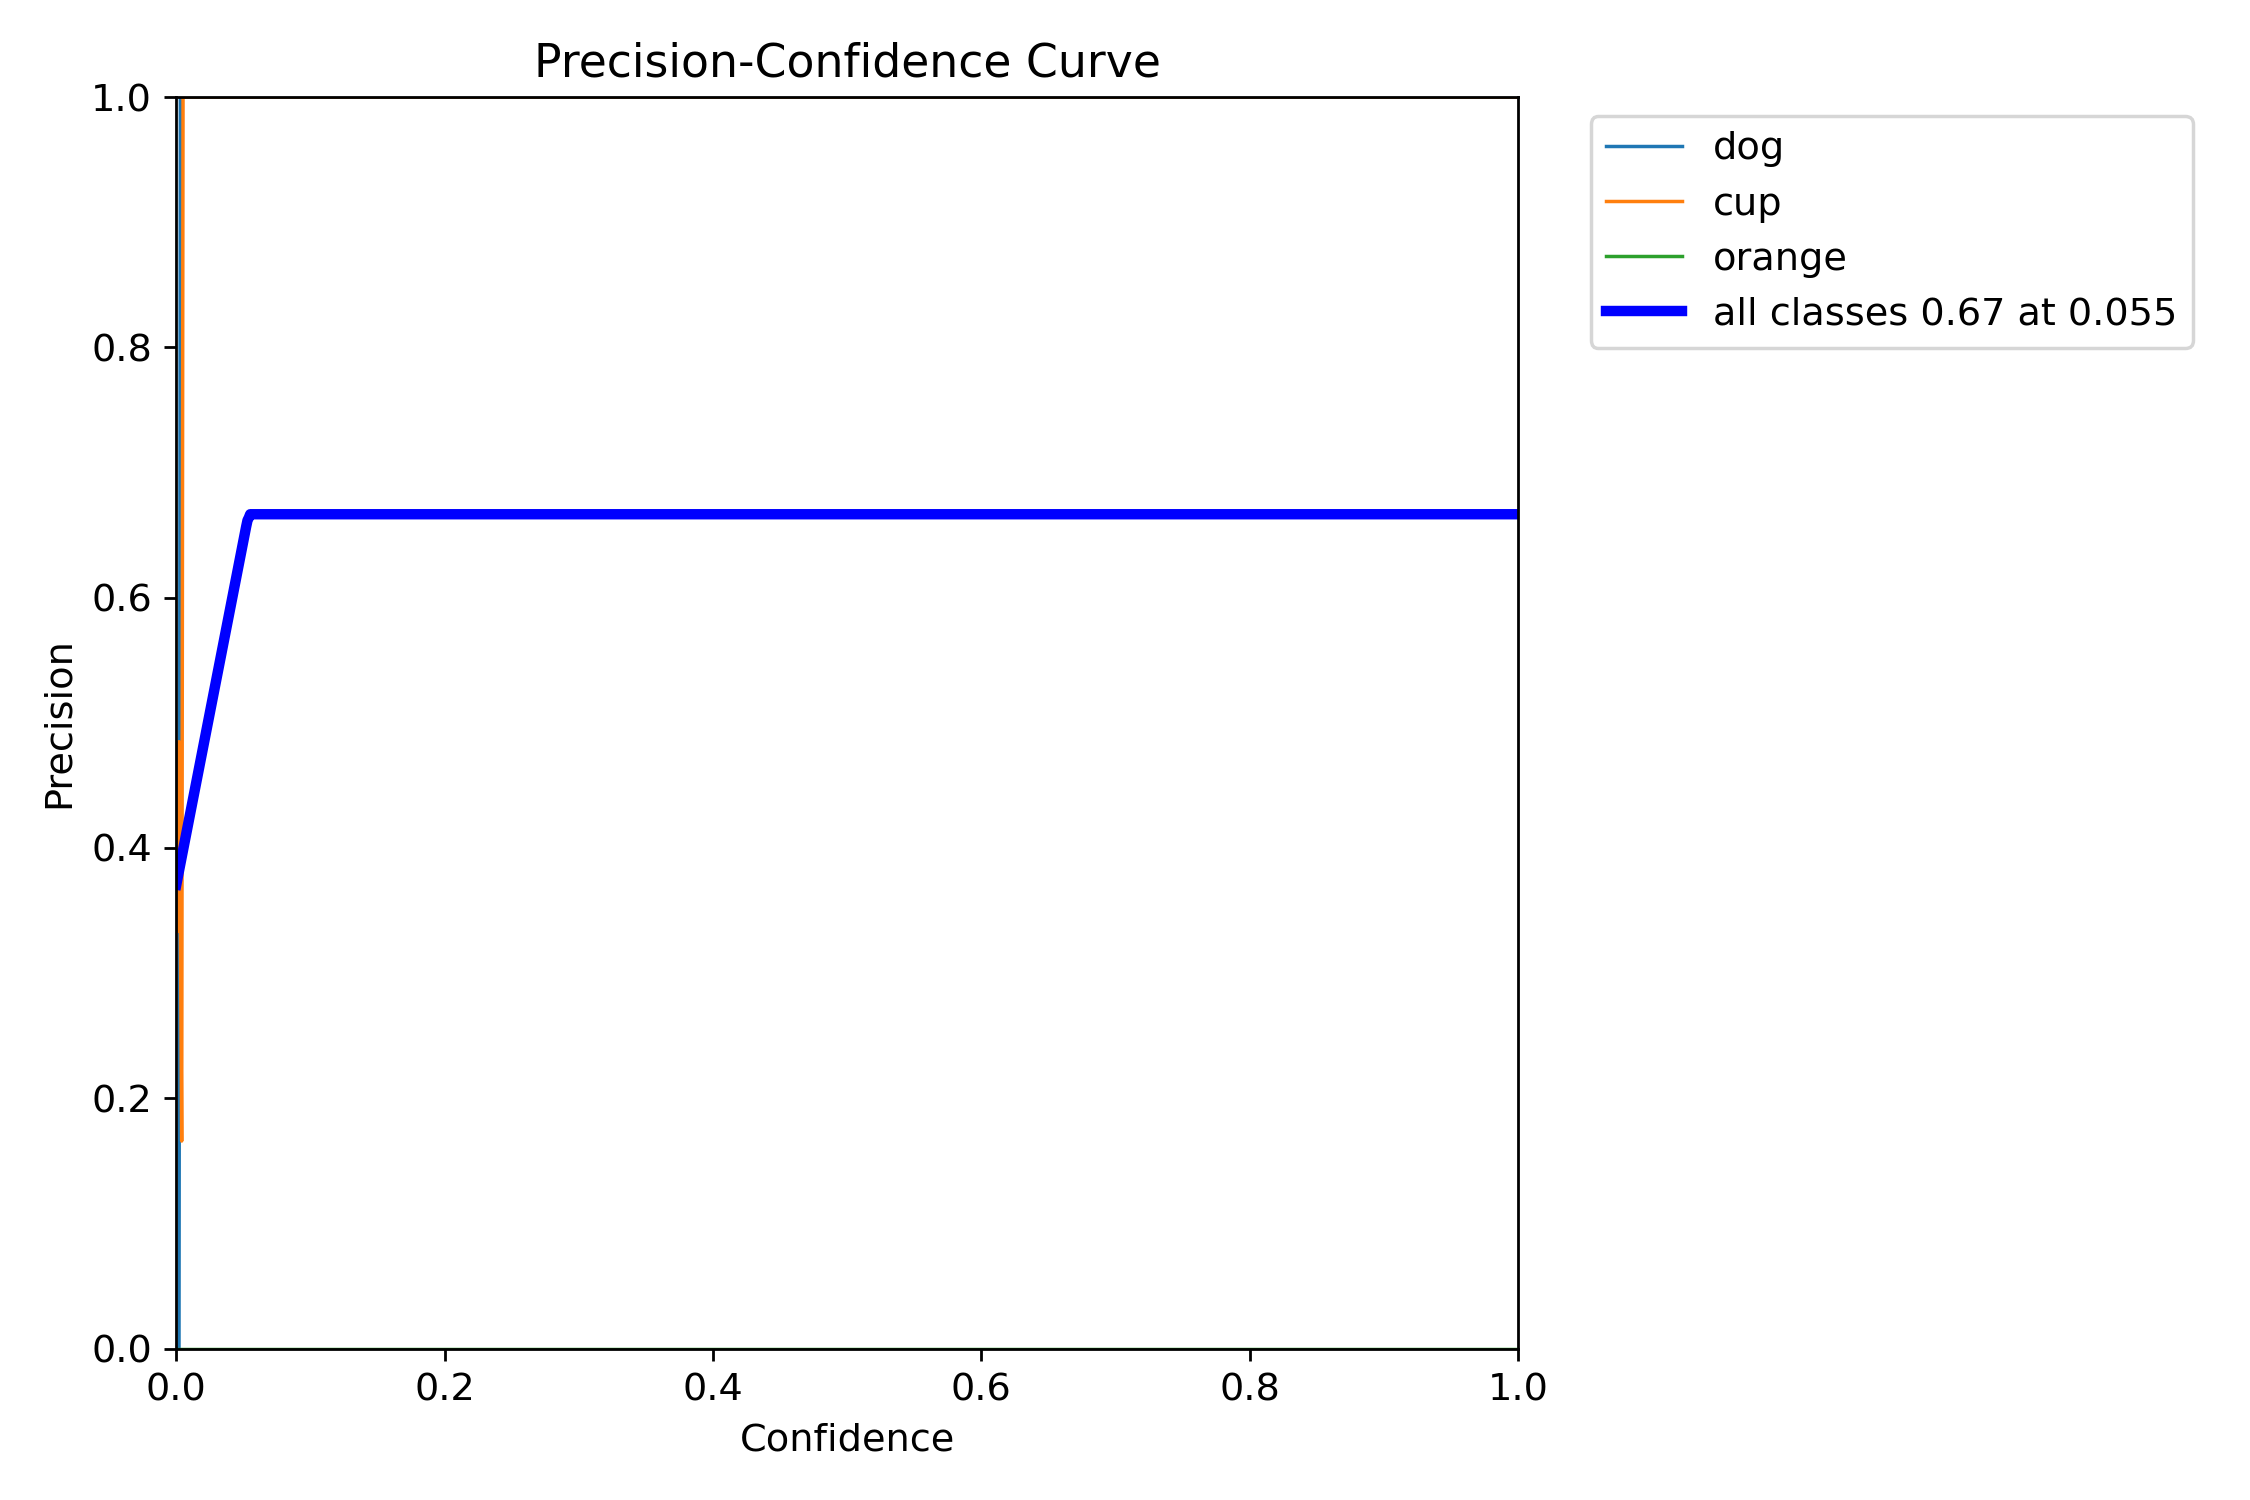 Precision-Confidence Curve
1.0
0.8
0.6
0.4
0.2
0.0
Precision
0.0 0.2 0.4 0.6 0.8 1.0
Confidence
dog
cup
orange
all classes 0.67 at 0.055